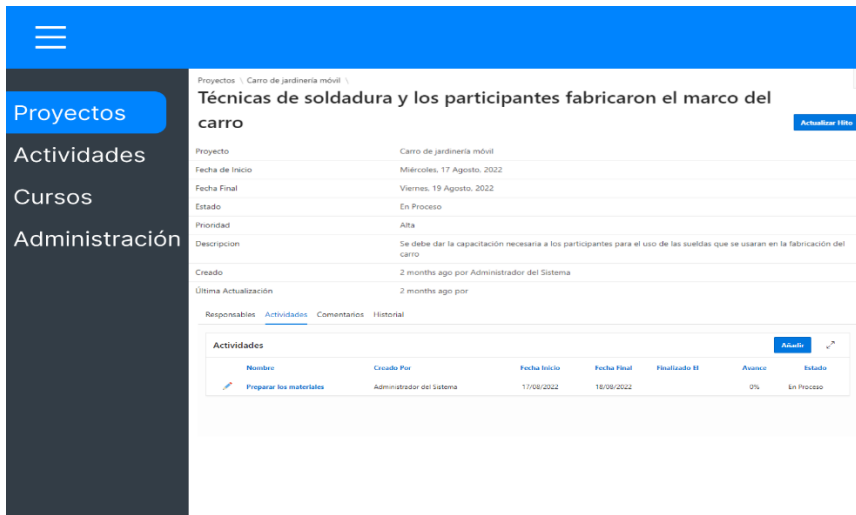 Proyectos \ Carro de jardinería móvil \
Técnicas de soldadura y los participantes fabricaron el marco del
carro
Actualizar Hito
Proyectos
Actividades
Cursos
Administración
Proyecto Carro de jardinería móvil
Fecha de Inicio Miércoles, 17 Agosto, 2022
Fecha Final Viernes, 19 Agosto, 2022
Estado En Proceso
Prioridad Alta
Descripcion Se debe dar la capacitación necesaria a los participantes para el uso de las sueldas que se usaran en la fabricación del
carro
Creado 2 months ago por Administrador del Sistema
Última Actualización 2 months ago por
Responsables Actividades Comentarios Historial
Actividades Añadir
Nombre Creado Por Fecha Inicio Fecha Final Finalizado El Avance Estado
Preparar los materiales Administrador del Sistema 17/08/2022 18/08/2022 0% En Proceso